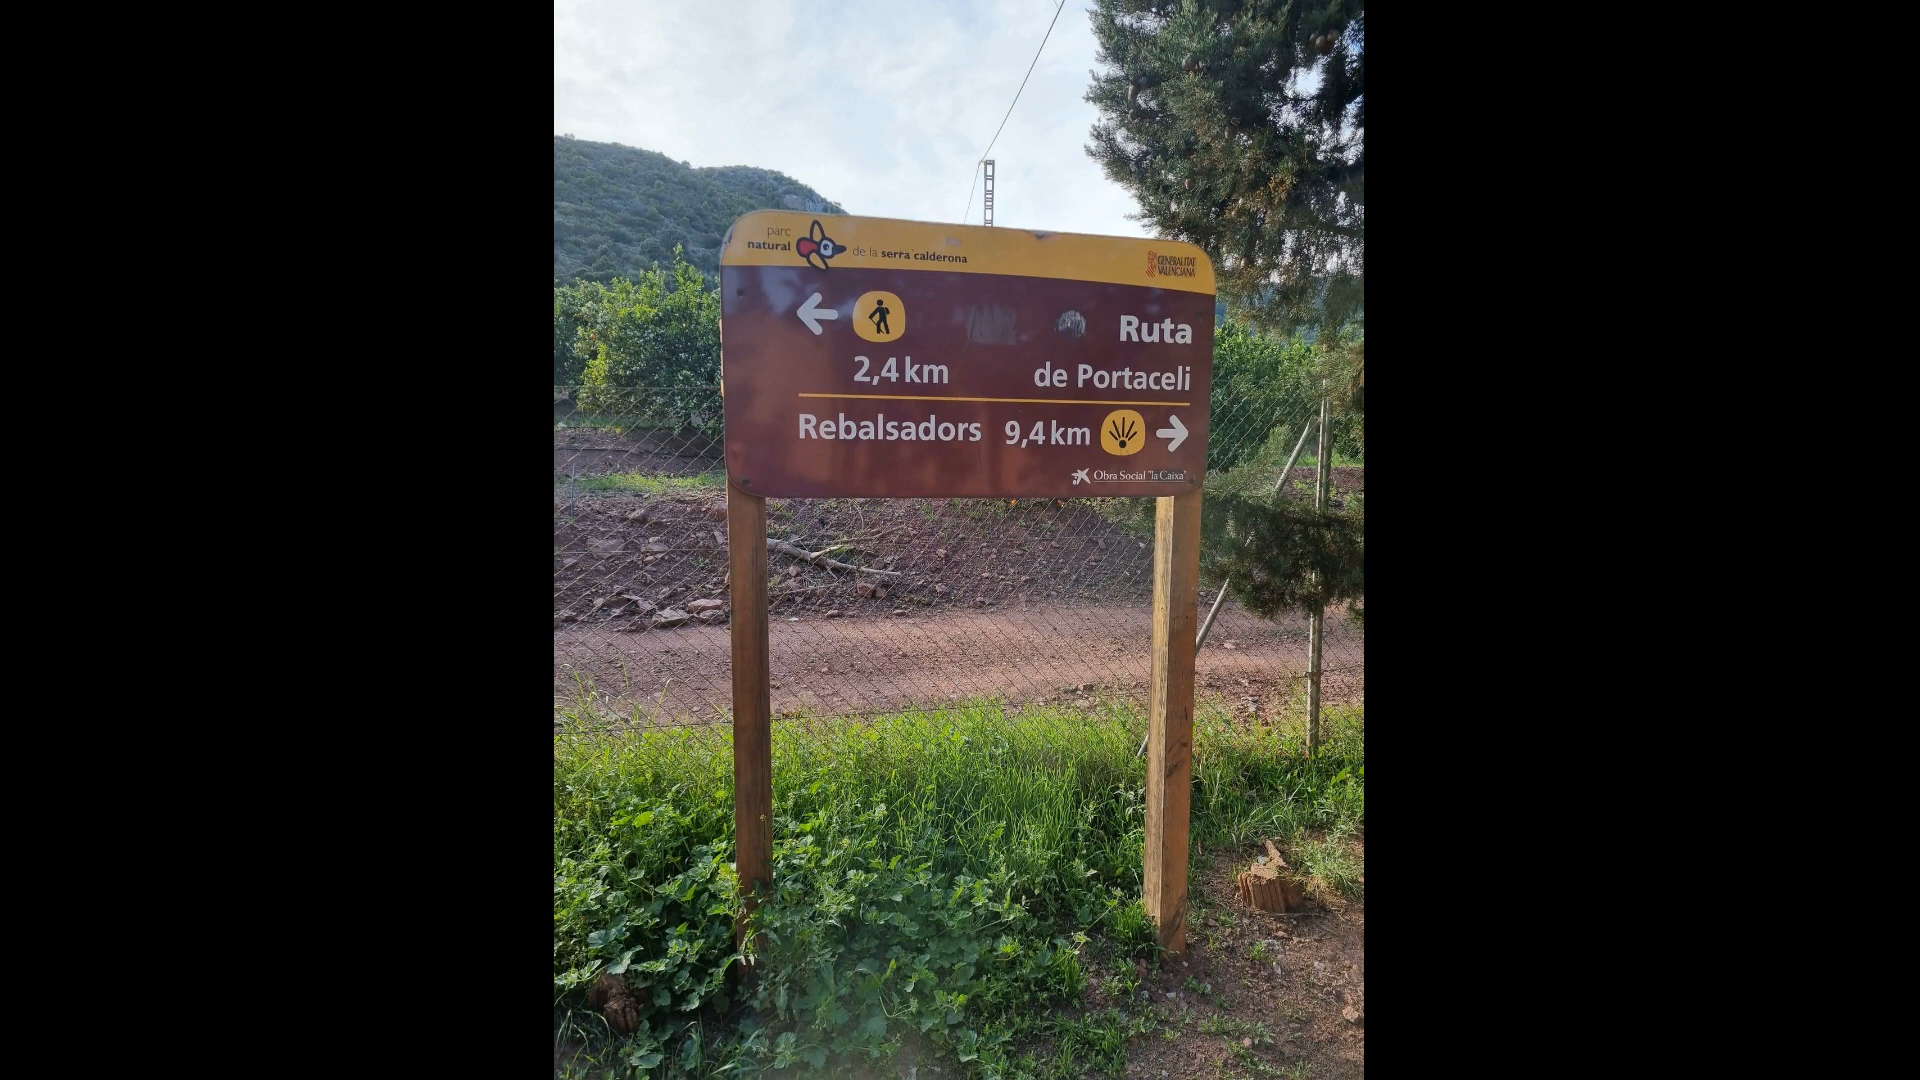 parc
natural de la serra calderona
GENERALITAT
VALENCIANA
Ruta
2,4 km de Portaceli
Rebalsadors 9,4 km
Obra Social "la Caixa"